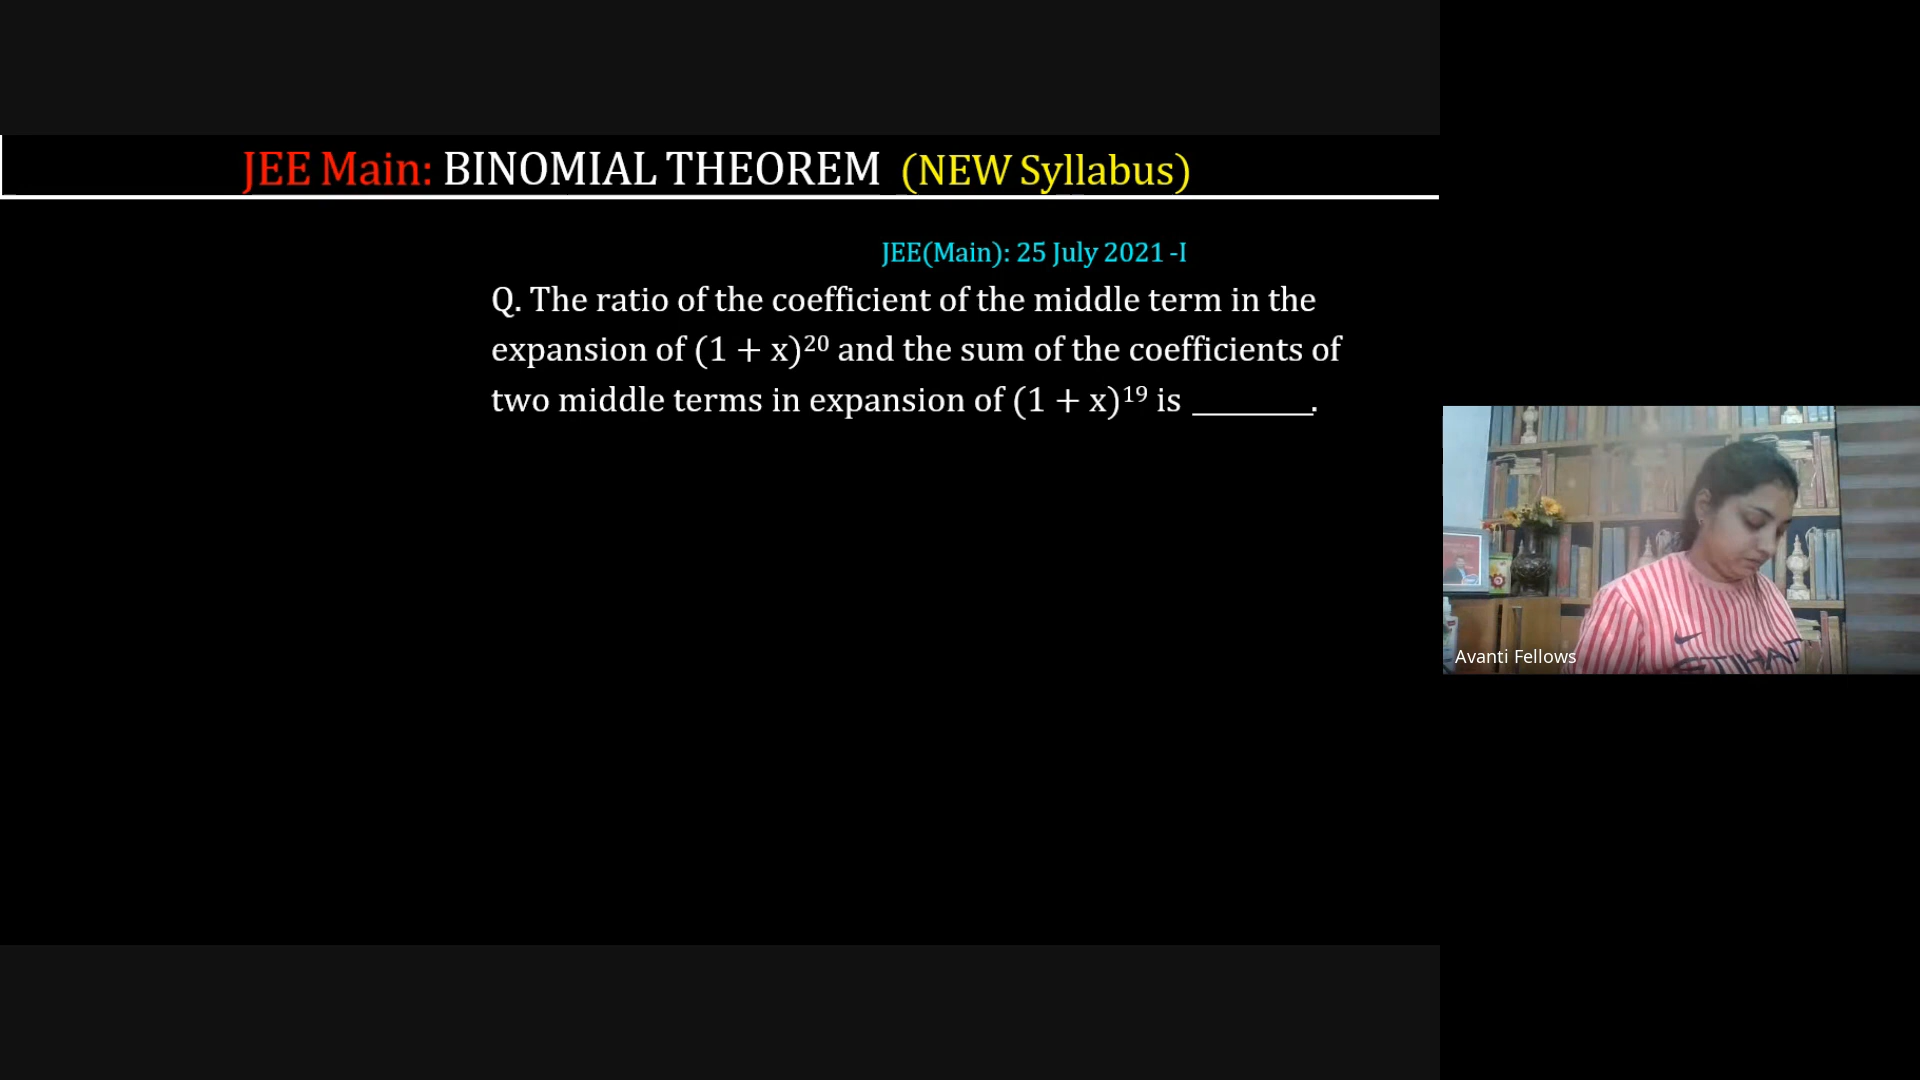 JEE Main: BINOMIAL THEOREM (NEW Syllabus)
JEE(Main): 25 July 2021 -I
Q. The ratio of the coefficient of the middle term in the
expansion of (1 + x)²⁰ and the sum of the coefficients of
two middle terms in expansion of (1 + x)¹⁹ is ________.
Avanti Fellows